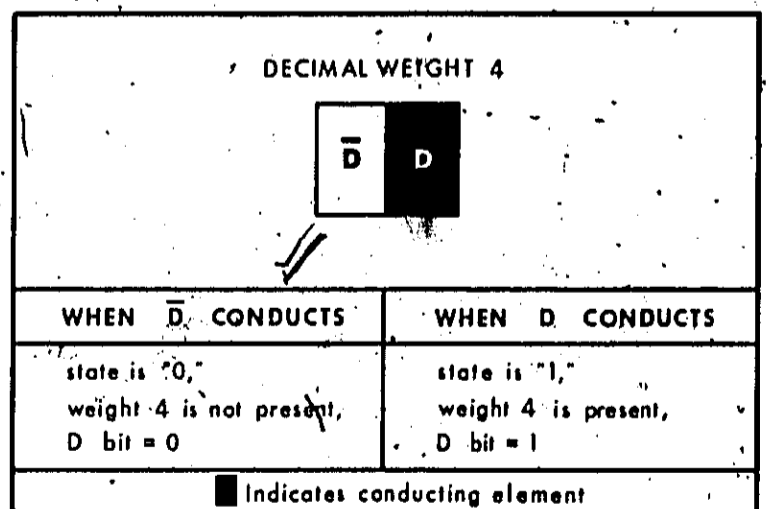 DECIMAL WEIGHT 4
D̅ D
WHEN D̅ CONDUCTS
WHEN D CONDUCTS
state is "0,"
weight 4 is not present,
D bit = 0
state is "1,"
weight 4 is present,
D bit = 1
Indicates conducting element